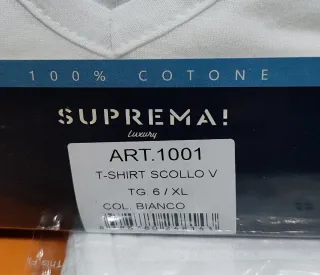 100% COTONE
SUPREMA!
Luxury
ART.1001
T-SHIRT SCOLLO V
TG. 6 / XL
COL. BIANCO